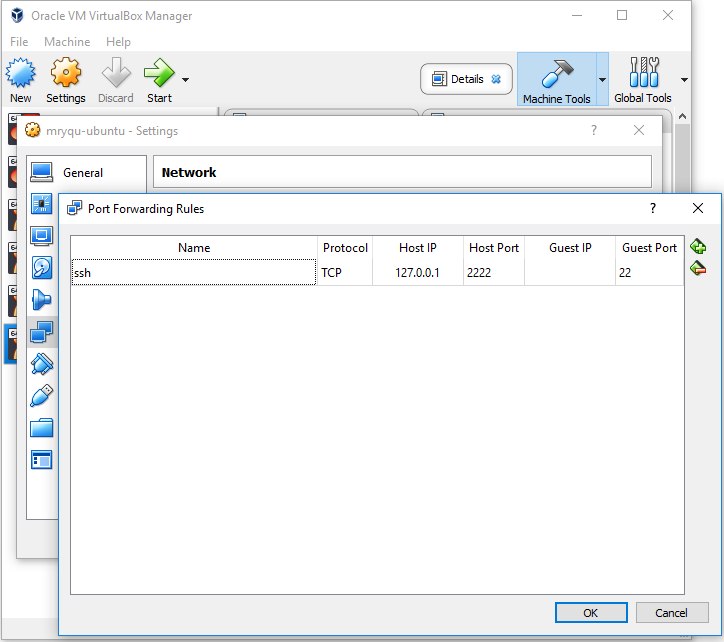 Oracle VM VirtualBox Manager
File Machine Help
New Settings Discard Start Details Machine Tools Global Tools
mryqu-ubuntu - Settings ?
General Network
Port Forwarding Rules ?
Name Protocol Host IP Host Port Guest IP Guest Port
ssh TCP 127.0.0.1 2222 22
OK Cancel